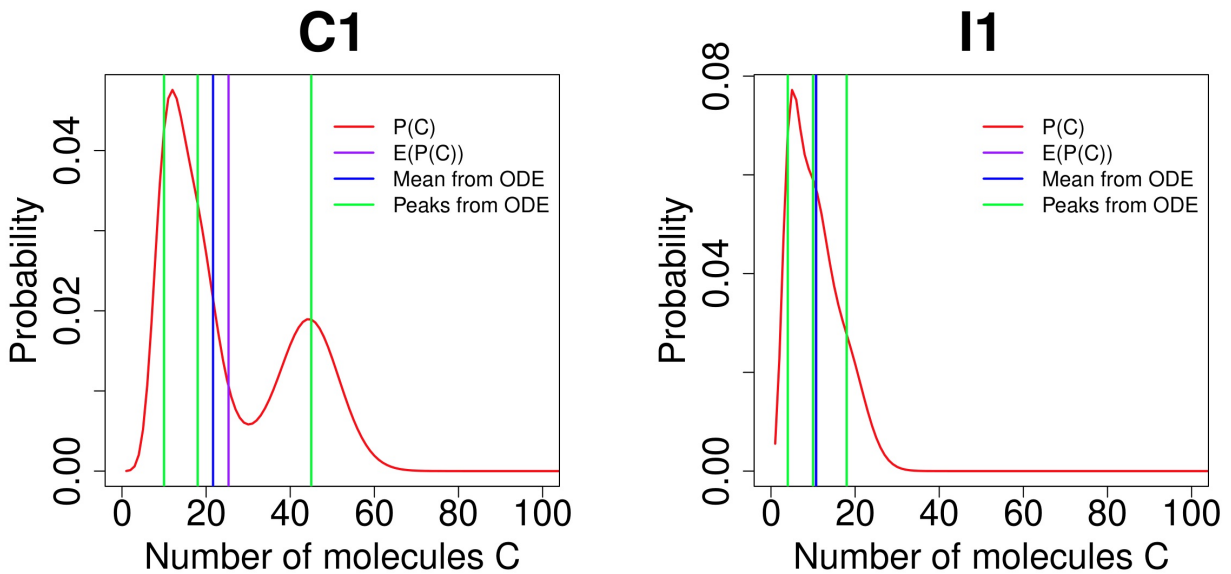 C1
Probability
0.00 0.02 0.04
P(C)
E(P(C))
Mean from ODE
Peaks from ODE
0 20 40 60 80 100
Number of molecules C
I1
Probability
0.00 0.04 0.08
P(C)
E(P(C))
Mean from ODE
Peaks from ODE
0 20 40 60 80 100
Number of molecules C